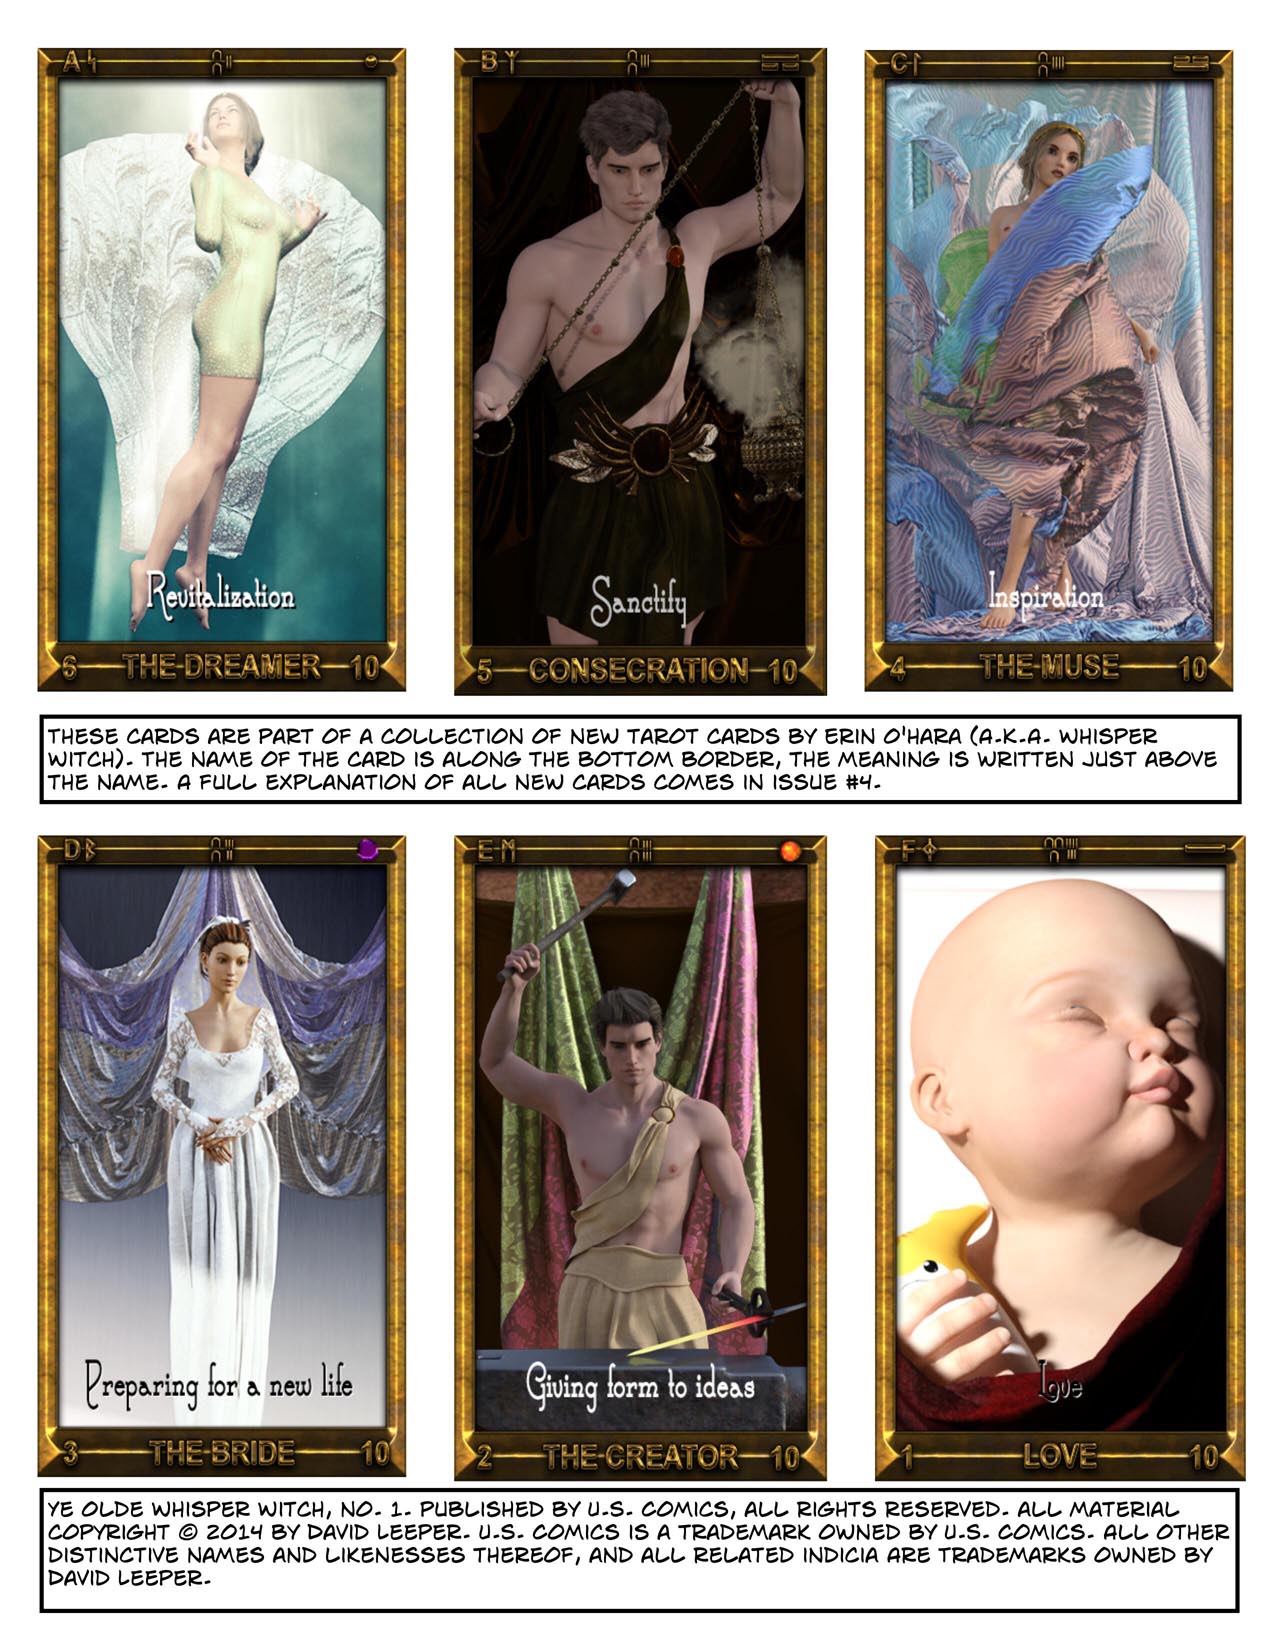 A
B
C
Revitalization
Sanctify
Inspiration
6 THE DREAMER 10
5 CONSECRATION 10
4 THE MUSE 10
THESE CARDS ARE PART OF A COLLECTION OF NEW TAROT CARDS BY ERIN O'HARA (A.K.A. WHISPER
WITCH). THE NAME OF THE CARD IS ALONG THE BOTTOM BORDER, THE MEANING IS WRITTEN JUST ABOVE
THE NAME. A FULL EXPLANATION OF ALL NEW CARDS COMES IN ISSUE #4.
D
E
F
Preparing for a new life
Giving form to ideas
Love
3 THE BRIDE 10
2 THE CREATOR 10
1 LOVE 10
YE OLDE WHISPER WITCH, NO. 1. PUBLISHED BY U.S. COMICS, ALL RIGHTS RESERVED. ALL MATERIAL
COPYRIGHT © 2014 BY DAVID LEEPER. U.S. COMICS IS A TRADEMARK OWNED BY U.S. COMICS. ALL OTHER
DISTINCTIVE NAMES AND LIKENESSES THEREOF, AND ALL RELATED INDICIA ARE TRADEMARKS OWNED BY
DAVID LEEPER.